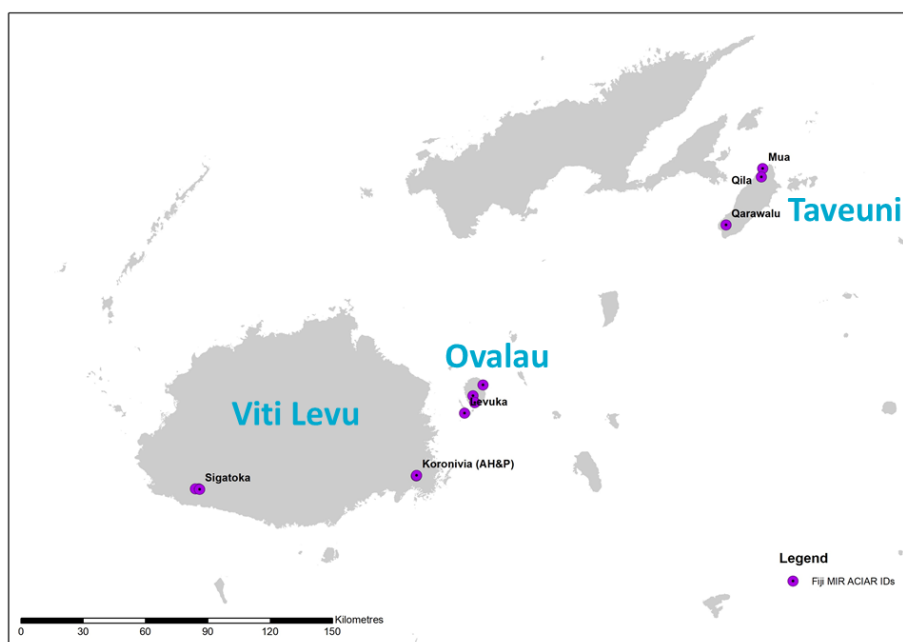 Mua
Qila
Taveuni
Qarawalu
Ovalau
Levuka
Viti Levu
Koronivia (AH&P)
Sigatoka
Legend
Fiji MIR ACIAR IDs
Kilometres
0 30 60 90 120 150